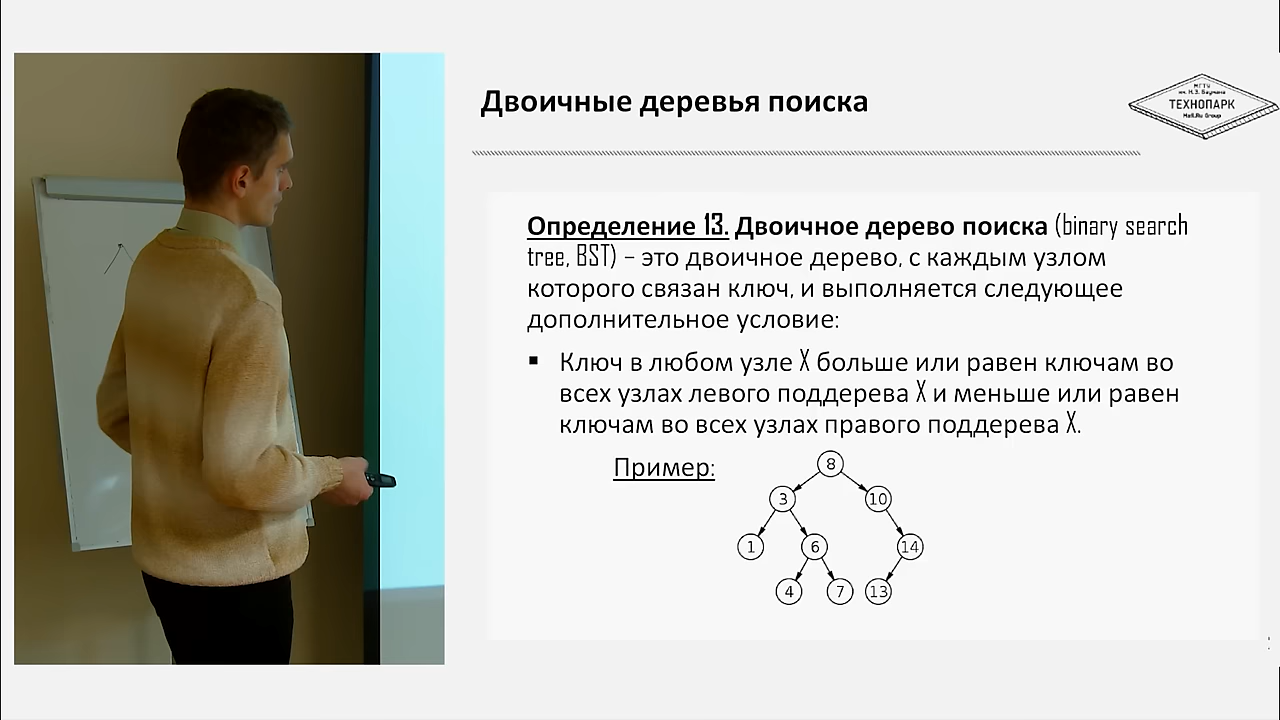 Двоичные деревья поиска
МГТУ
им. Н.Э. Баумана
ТЕХНОПАРК
Mail.Ru Group
Определение 13. Двоичное дерево поиска (binary search
tree, BST) – это двоичное дерево, с каждым узлом
которого связан ключ, и выполняется следующее
дополнительное условие:
▪ Ключ в любом узле X больше или равен ключам во
всех узлах левого поддерева X и меньше или равен
ключам во всех узлах правого поддерева X.
Пример:
8
3 10
1 6 14
4 7 13